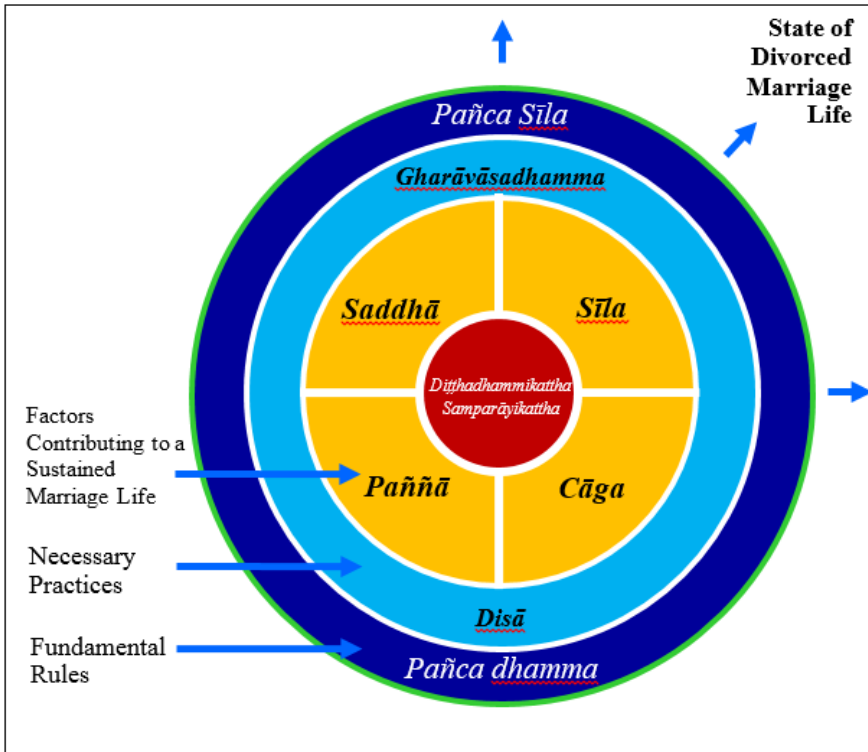 State of
Divorced
Marriage
Life
Pañca Sīla
Gharāvāsadhamma
Saddhā
Sīla
Diṭṭhadhammikattha
Samparāyikattha
Factors
Contributing to a
Sustained
Marriage Life
Paññā
Cāga
Necessary
Practices
Disā
Fundamental
Rules
Pañca dhamma